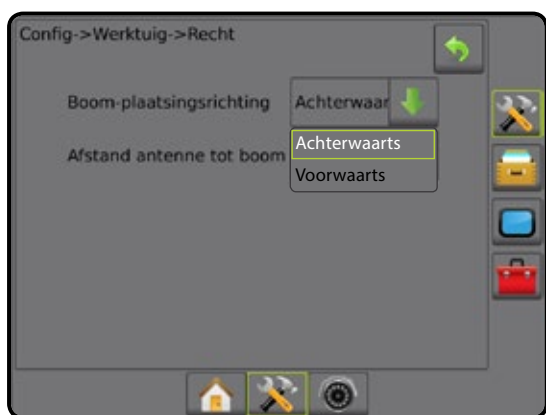 Config->Werktuig->Recht
Boom-plaatsingsrichting Achterwaar
Afstand antenne tot boom
Achterwaarts
Voorwaarts